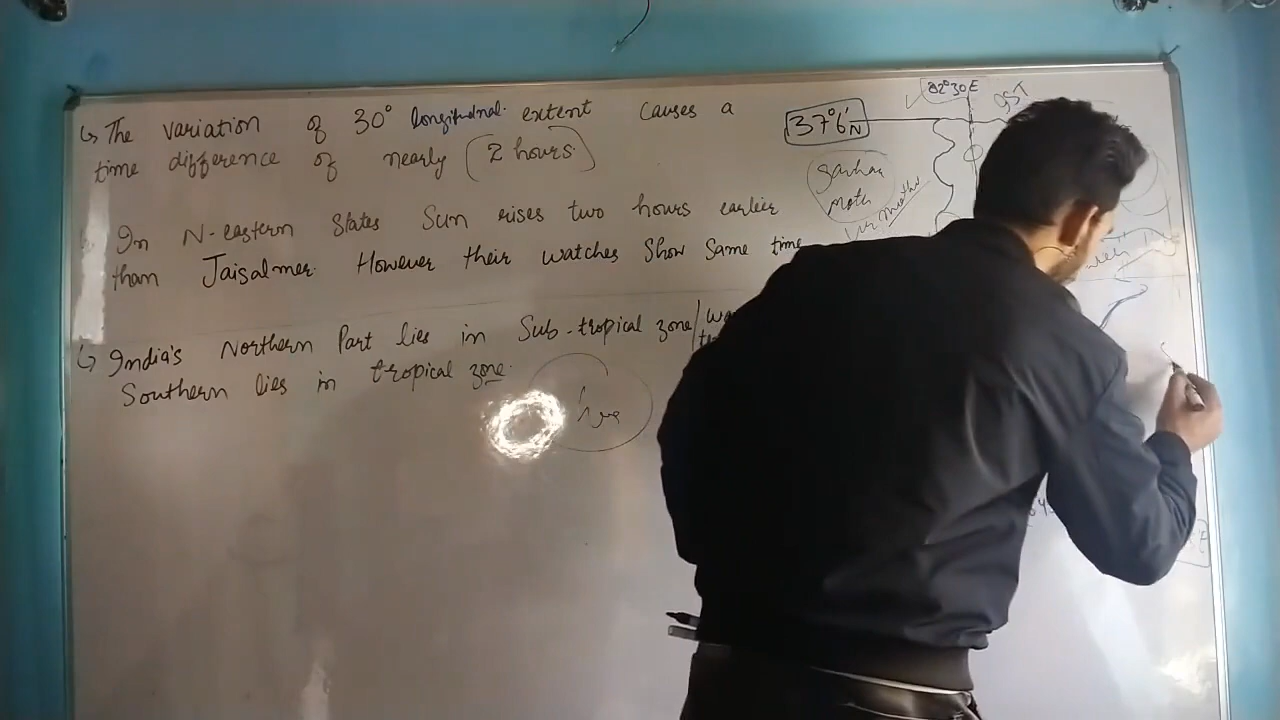 ↳ The variation of 30° longitudnal extent causes a
time difference of nearly (2 hours)
In N-eastern States Sun rises two hours earlier
than Jaisalmer. However their watches Show Same time
↳ India's Northern Part lies in Sub-tropical zone/
Southern lies in tropical zone.
82°30'E
37°6'N